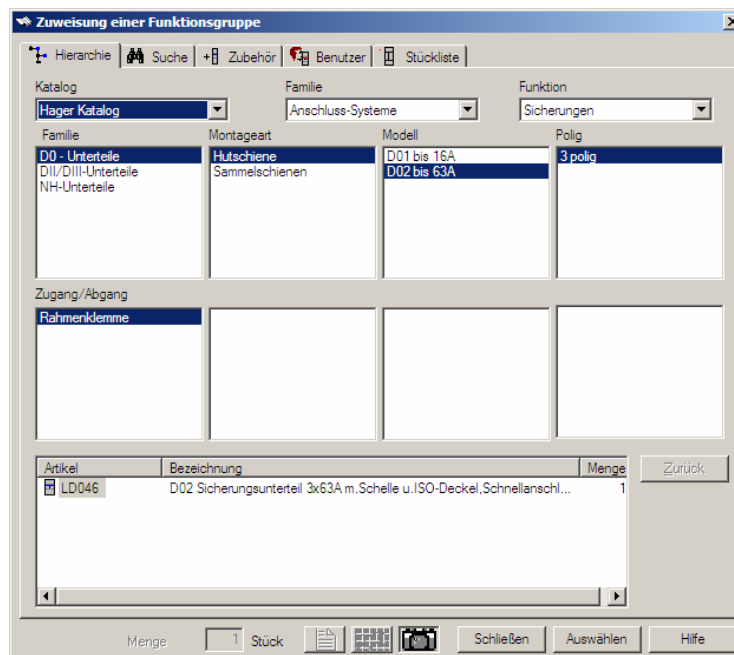 Zuweisung einer Funktionsgruppe
Hierarchie Suche Zubehör Benutzer Stückliste
Katalog Familie Funktion
Hager Katalog Anschluss-Systeme Sicherungen
Familie Montageart Modell Polig
D0 - Unterteile Hutschiene D01 bis 16A 3 polig
DII/DIII-Unterteile Sammelschienen D02 bis 63A
NH-Unterteile
Zugang/Abgang
Rahmenklemme
Artikel Bezeichnung Menge Zurück
LD046 D02 Sicherungsunterteil 3x63A m.Schelle u.ISO-Deckel,Schnellanschl... 1
Menge 1 Stück Schließen Auswählen Hilfe